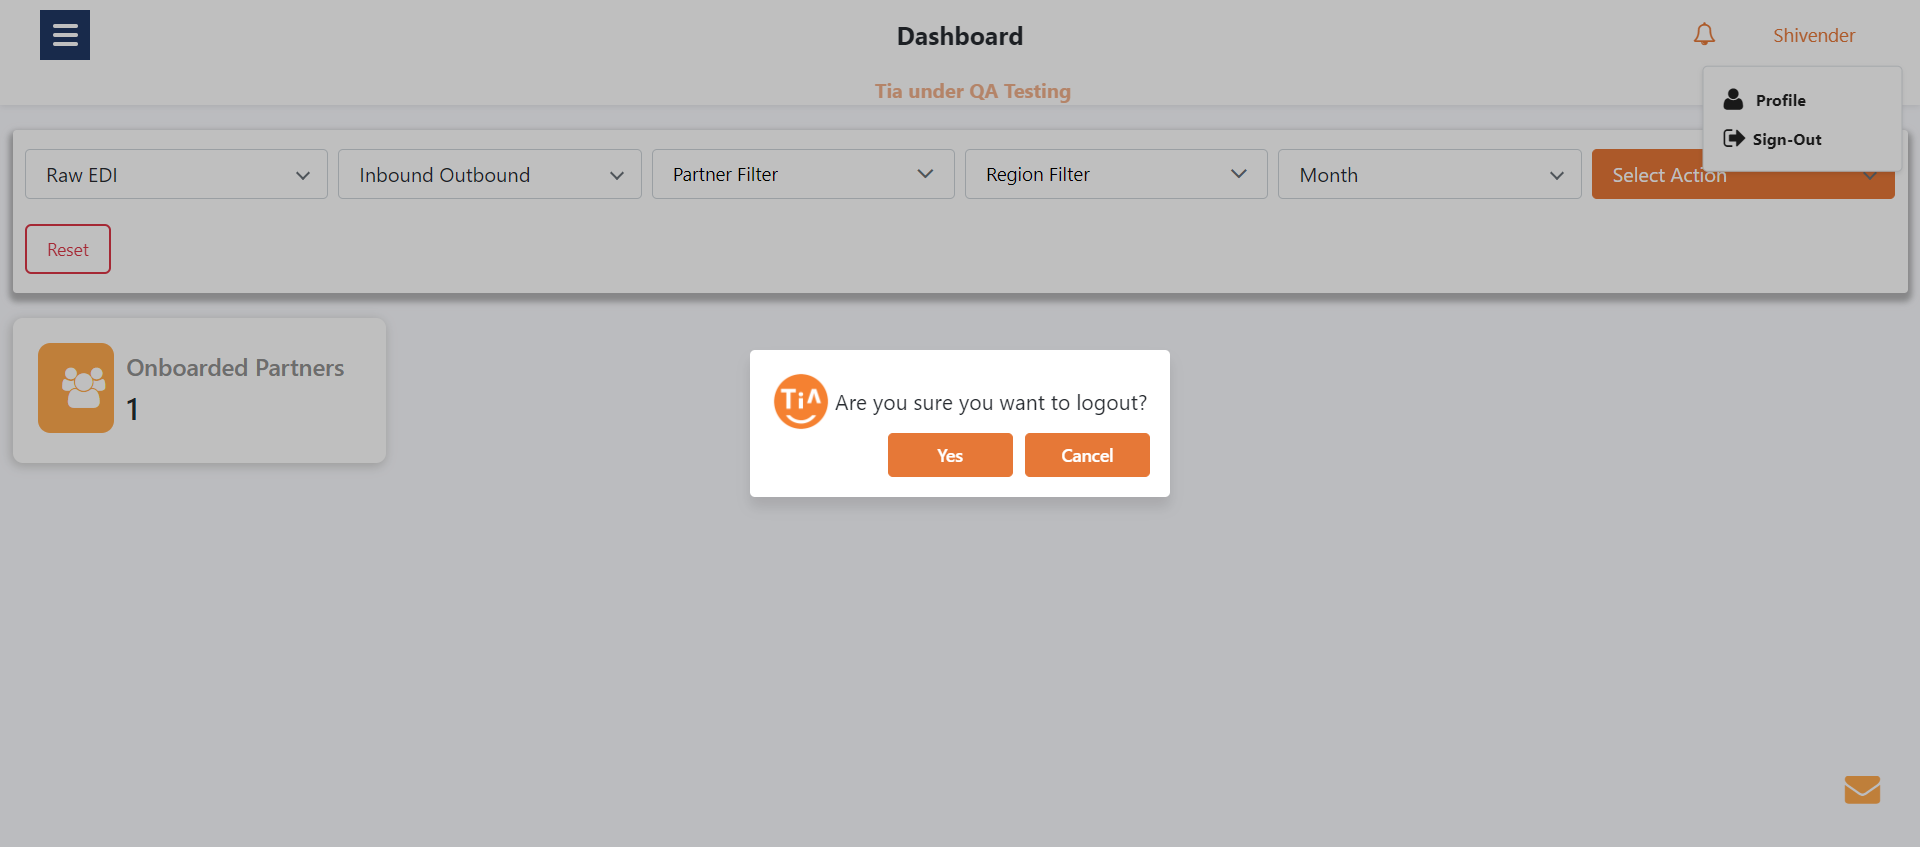 Dashboard
Shivender
Tia under QA Testing
Profile
Sign-Out
Raw EDI
Inbound Outbound
Partner Filter
Region Filter
Month
Select Action
Reset
Onboarded Partners
1
TiA
Are you sure you want to logout?
Yes
Cancel